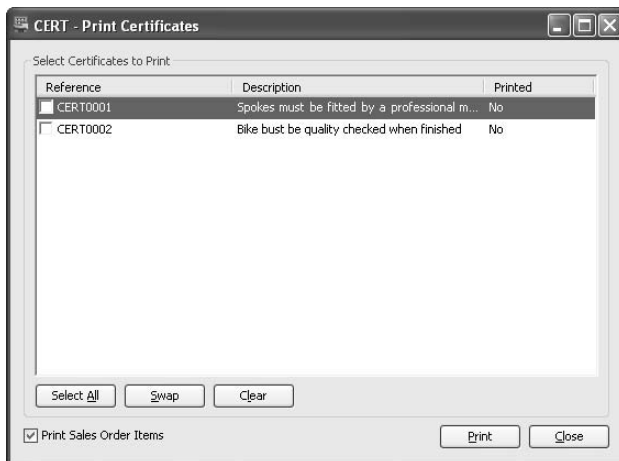 CERT - Print Certificates
Select Certificates to Print
Reference Description Printed
CERT0001 Spokes must be fitted by a professional m... No
CERT0002 Bike bust be quality checked when finished No
Select All Swap Clear
Print Sales Order Items Print Close